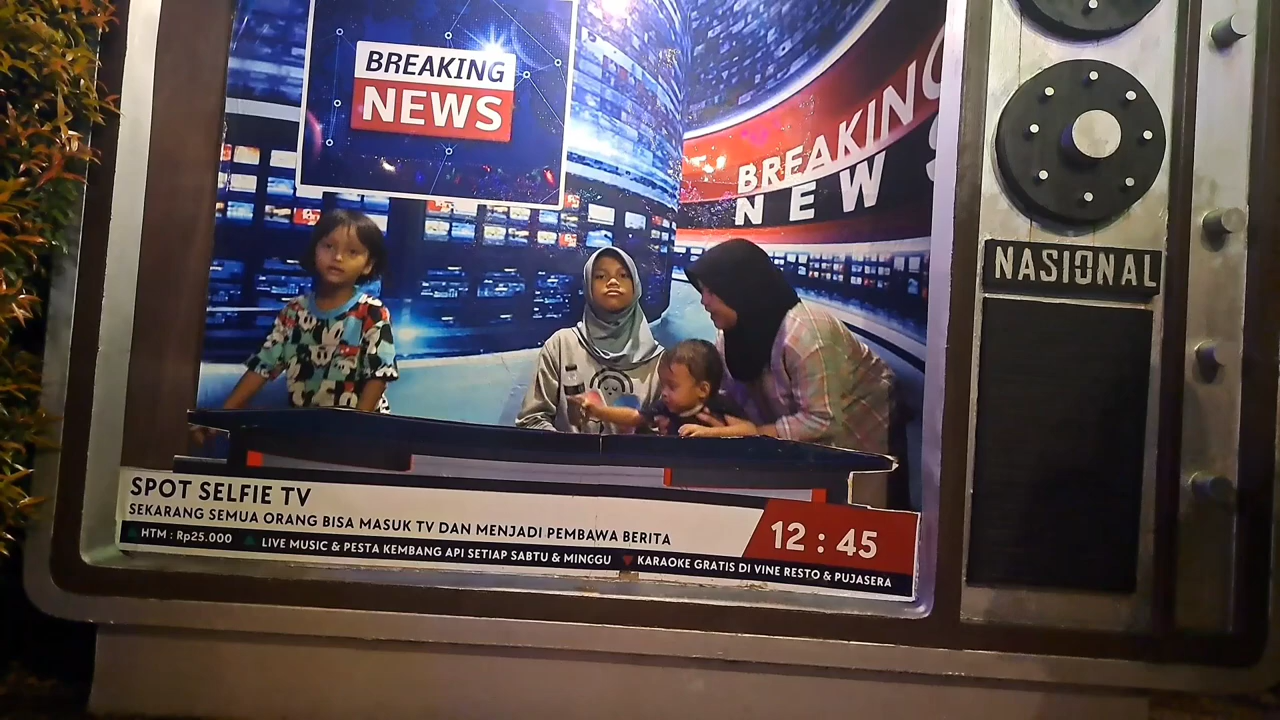 BREAKING
NEWS
BREAKING
NEWS
NASIONAL
SPOT SELFIE TV
SEKARANG SEMUA ORANG BISA MASUK TV DAN MENJADI PEMBAWA BERITA
12 : 45
HTM : Rp25.000 LIVE MUSIC & PESTA KEMBANG API SETIAP SABTU & MINGGU KARAOKE GRATIS DI VINE RESTO & PUJASERA